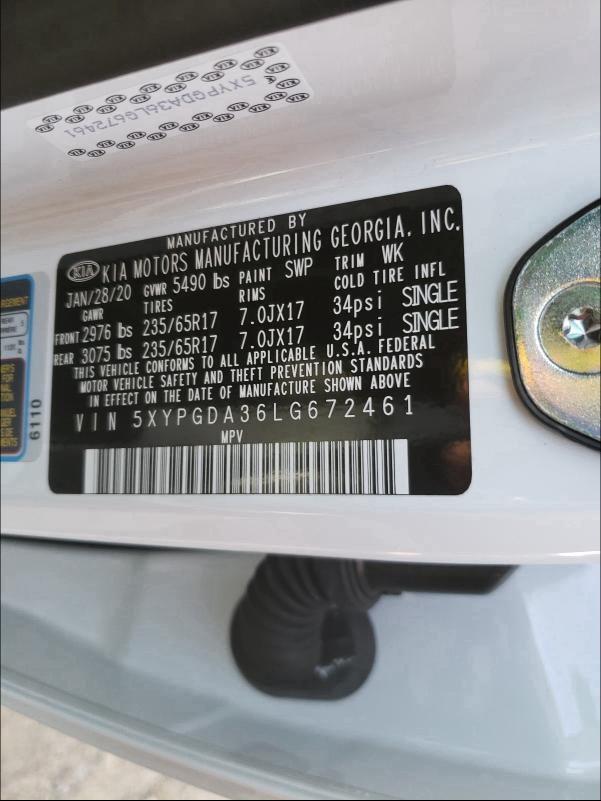 5XYPGDA36LG672461
MANUFACTURED BY
KIA KIA MOTORS MANUFACTURING GEORGIA, INC.
JAN/28/20 GVWR 5490 lbs PAINT SWP TRIM WK
GAWR TIRES RIMS COLD TIRE INFL
FRONT 2976 lbs 235/65R17 7.0JX17 34psi SINGLE
REAR 3075 lbs 235/65R17 7.0JX17 34psi SINGLE
THIS VEHICLE CONFORMS TO ALL APPLICABLE U.S.A. FEDERAL
MOTOR VEHICLE SAFETY AND THEFT PREVENTION STANDARDS
IN EFFECT ON THE DATE OF MANUFACTURE SHOWN ABOVE
VIN 5XYPGDA36LG672461
MPV
6110